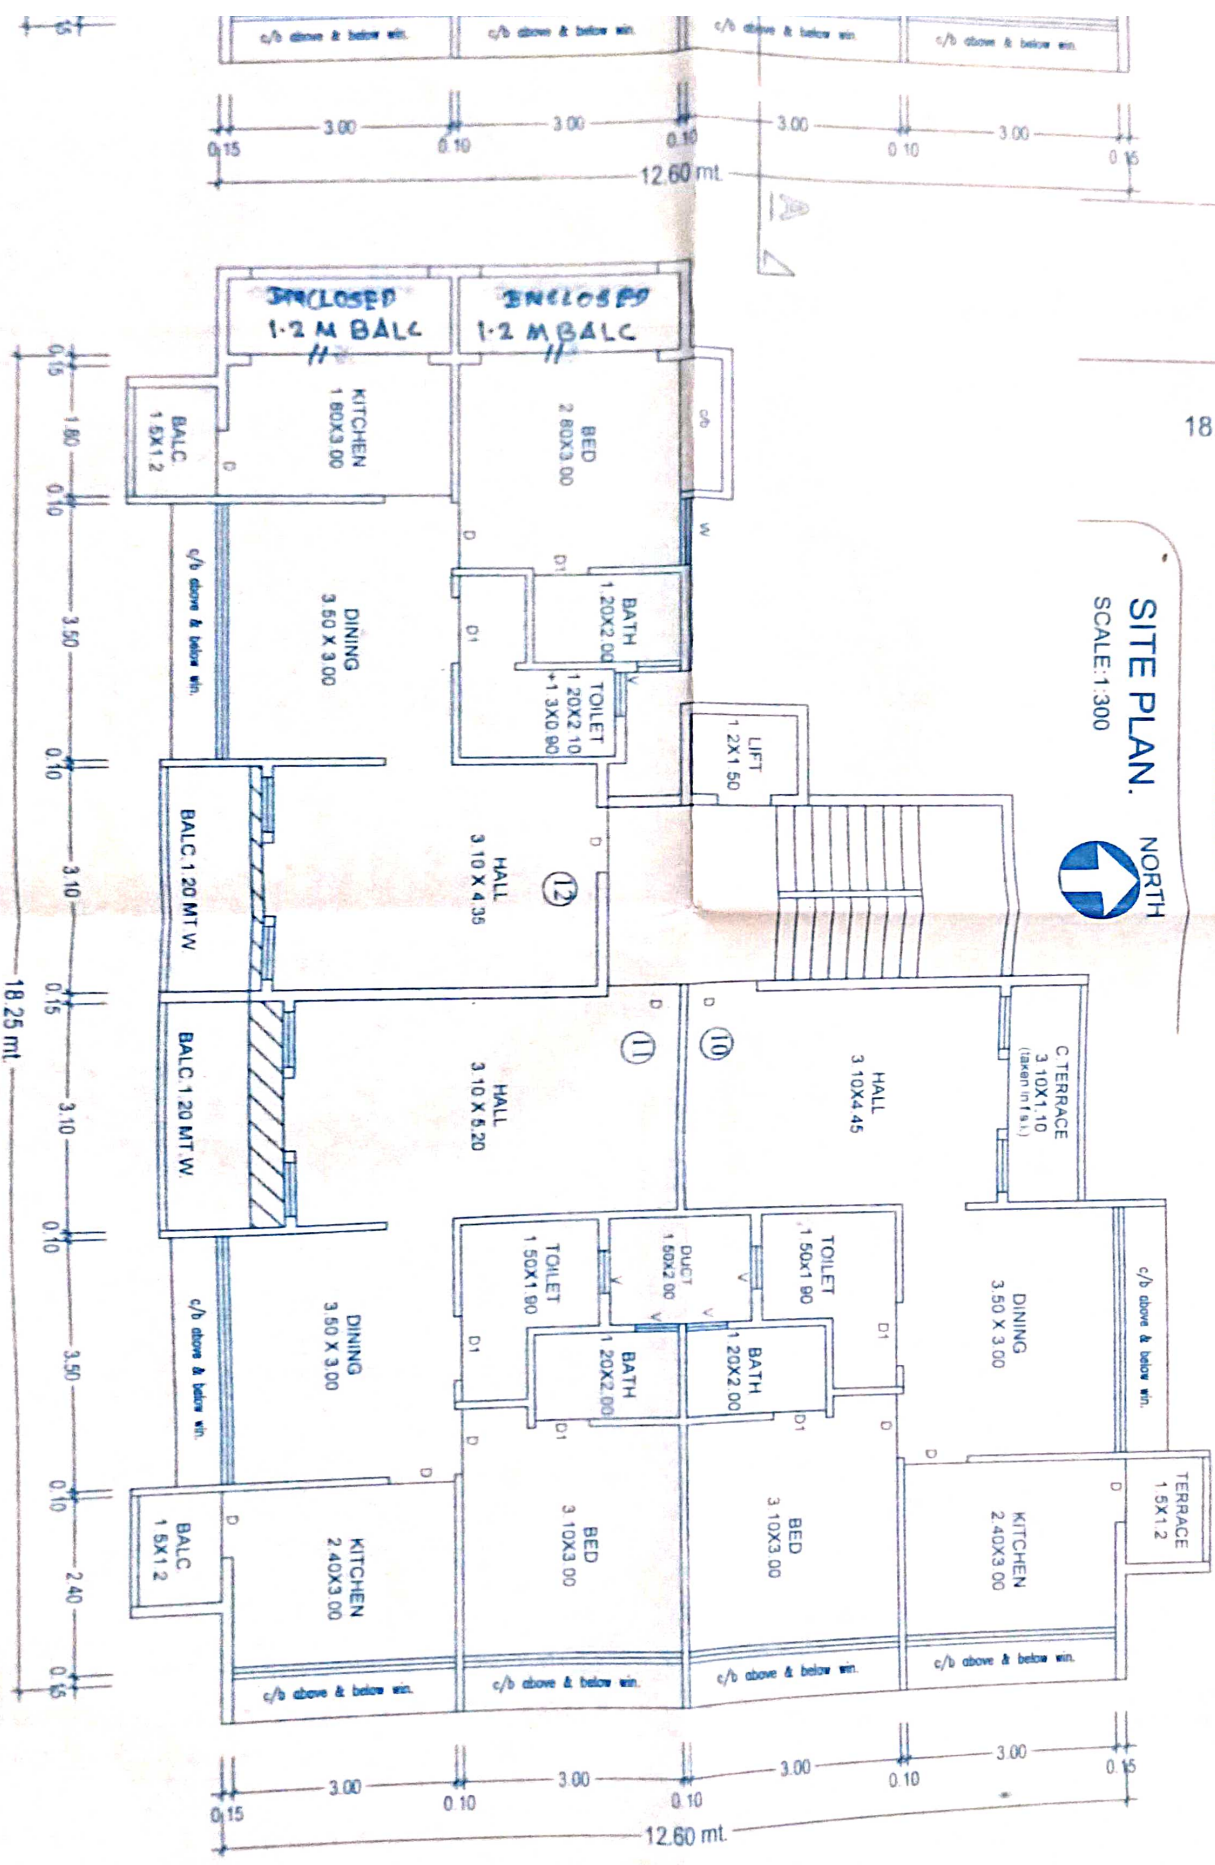 c/b above & below win.
c/b above & below win.
c/b above & below win.
c/b above & below win.
3.00
3.00
3.00
3.00
0.15
0.10
0.10
0.10
0.15
12.60 mt.
A
ENCLOSED
1.2 M BALC
ENCLOSED
1.2 M BALC
18
SITE PLAN.
SCALE:1:300
NORTH
KITCHEN
1.80X3.00
BALC.
1.5X1.2
D
BED
2.80X3.00
c/b
W
D
D1
BATH
1.20X2.00
D1
TOILET
1.20X2.10
+1.3X0.90
V
DINING
3.50 X 3.00
c/b above & below win.
LIFT
1.2X1.50
HALL
3.10 X 4.35
12
D
BALC.1.20 MT.W.
BALC.1.20 MT.W.
HALL
3.10 X 5.20
11
D
D
10
HALL
3.10X4.45
C.TERRACE
3.10X1.10
(taken in f.s.i.)
TOILET
1.50X1.90
V
DUCT
1.50X2.00
V
V
V
TOILET
1.50x1.90
D1
D1
BATH
1.20X2.00
BATH
1.20X2.00
DINING
3.50 X 3.00
c/b above & below win.
DINING
3.50 X 3.00
c/b above & below win.
D
D
D1
D1
D
D
BALC.
1.5X1.2
D
KITCHEN
2.40X3.00
BED
3.10X3.00
BED
3.10X3.00
KITCHEN
2.40X3.00
D
TERRACE
1.5X1.2
c/b above & below win.
c/b above & below win.
c/b above & below win.
c/b above & below win.
0.15
1.80
0.10
3.50
0.10
3.10
0.15
3.10
0.10
3.50
0.10
2.40
0.15
18.25 mt.
3.00
3.00
3.00
3.00
0.15
0.10
0.10
0.10
0.15
12.60 mt.